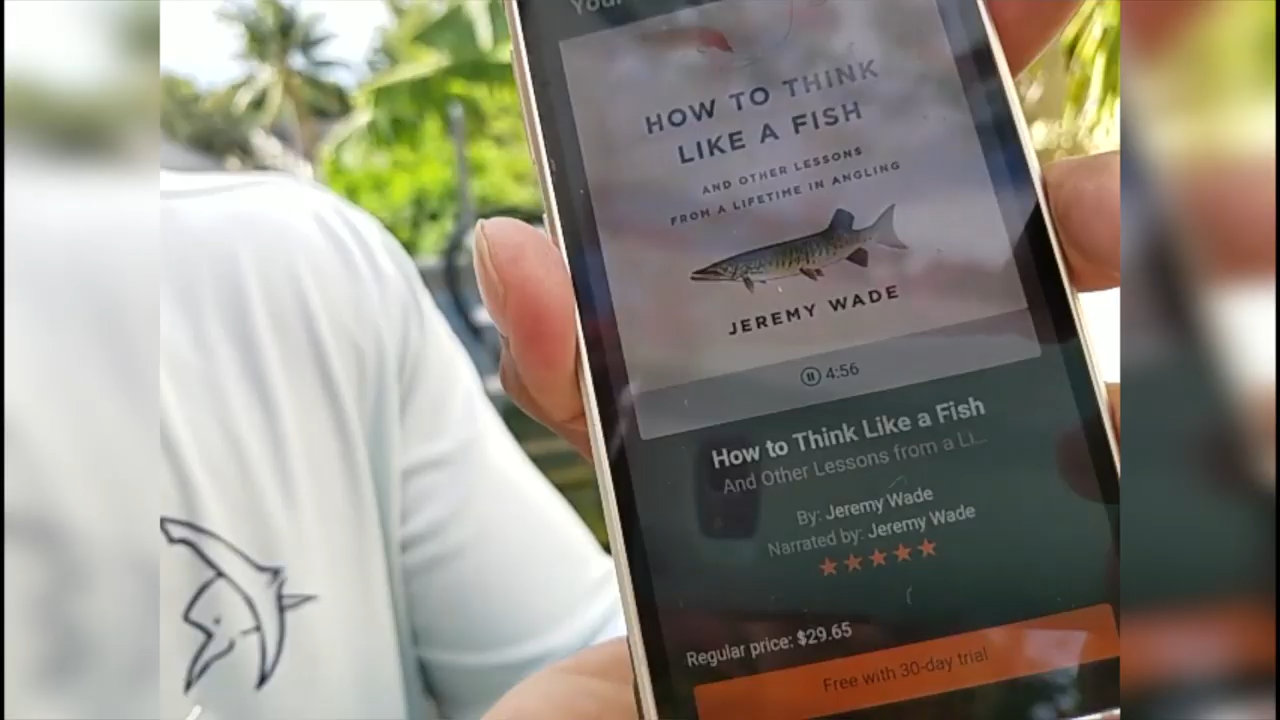 Your
HOW TO THINK
LIKE A FISH
AND OTHER LESSONS
FROM A LIFETIME IN ANGLING
JEREMY WADE
4:56
How to Think Like a Fish
And Other Lessons from a Li...
By: Jeremy Wade
Narrated by: Jeremy Wade
Regular price: $29.65
Free with 30-day trial